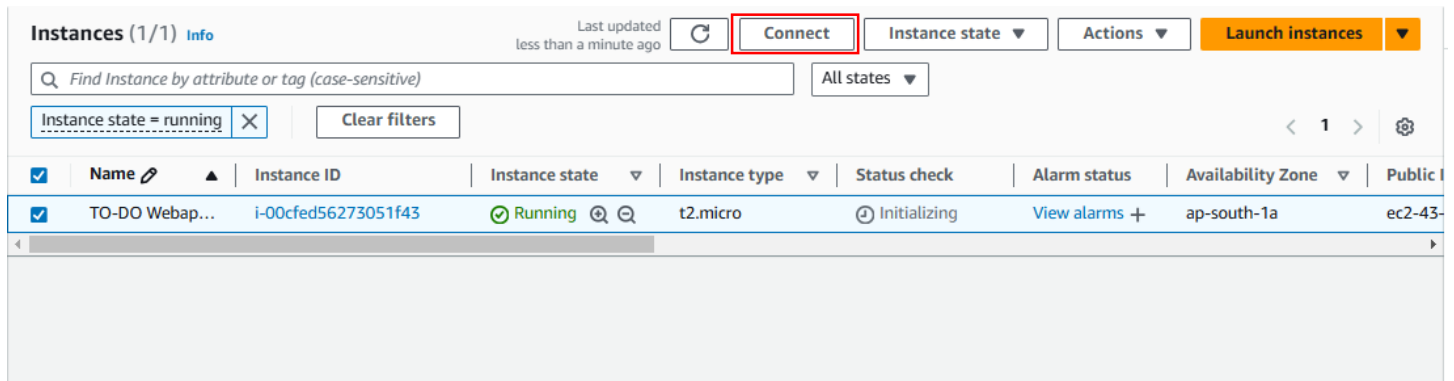 Instances (1/1) Info
Last updated
less than a minute ago
Connect
Instance state
Actions
Launch instances
Find Instance by attribute or tag (case-sensitive)
All states
Instance state = running
Clear filters
1
Name Instance ID Instance state Instance type Status check Alarm status Availability Zone Public I
TO-DO Webap... i-00cfed56273051f43 Running t2.micro Initializing View alarms + ap-south-1a ec2-43-